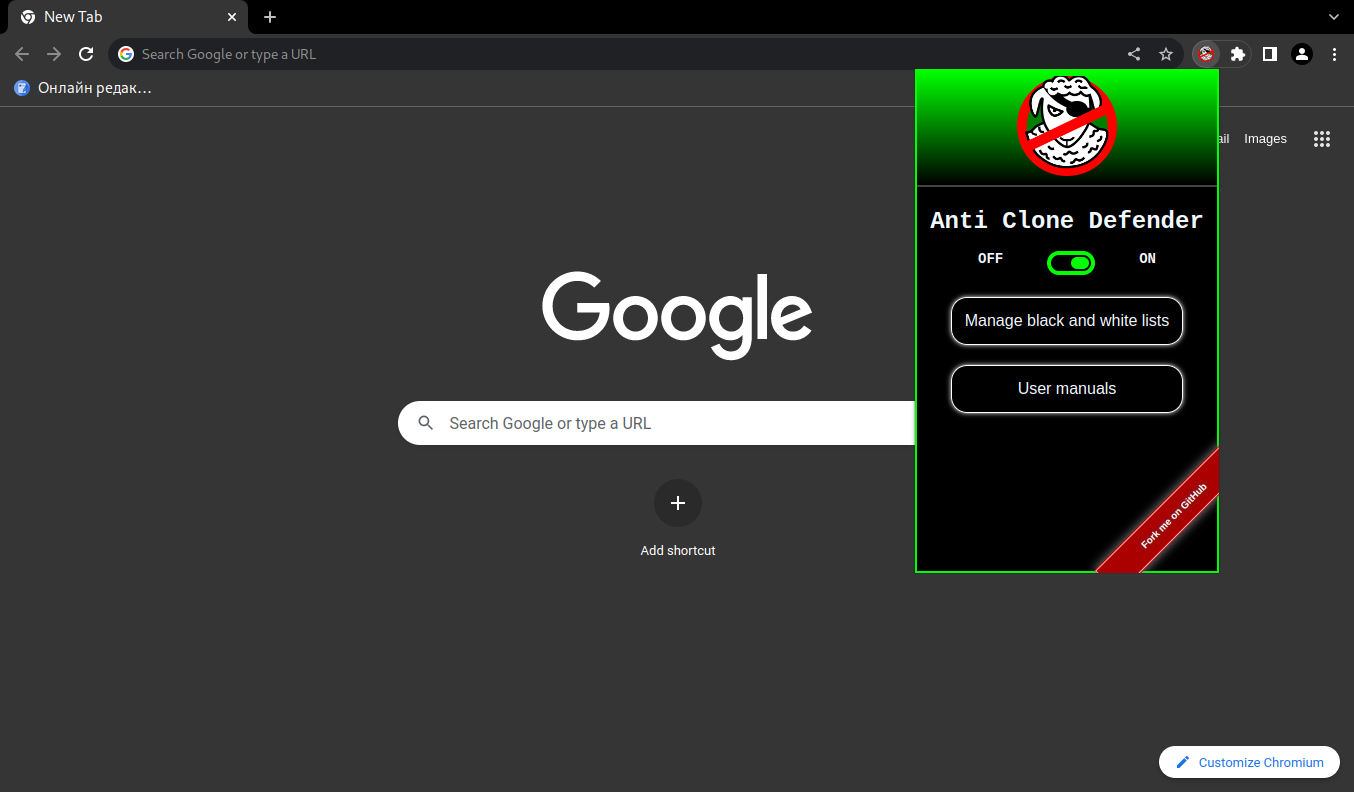 New Tab
Search Google or type a URL
Онлайн редак…
ail Images
Anti Clone Defender
OFF ON
Manage black and white lists
User manuals
Fork me on GitHub
Google
Search Google or type a URL
Add shortcut
Customize Chromium